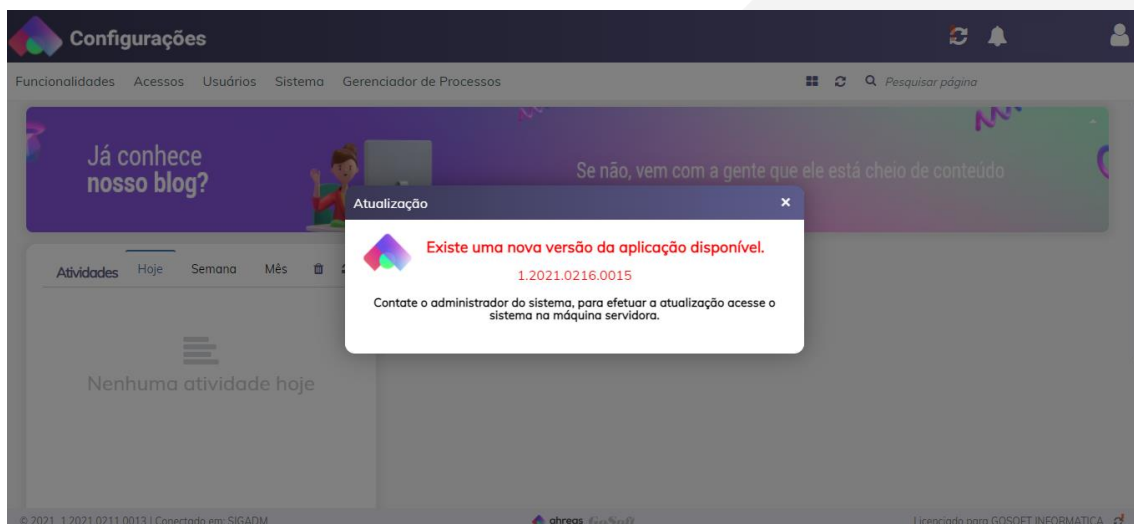 Configurações
Funcionalidades Acessos Usuários Sistema Gerenciador de Processos Pesquisar página
Já conhece
nosso blog?
Se não, vem com a gente que ele está cheio de conteúdo
Atualização
Existe uma nova versão da aplicação disponível.
1.2021.0216.0015
Contate o administrador do sistema, para efetuar a atualização acesse o
sistema na máquina servidora.
Atividades Hoje Semana Mês
Nenhuma atividade hoje
© 2021 1.2021.0211.0013 | Conectado em: SIGADM ahreas GoSoft Licenciado para GOSOFT INFORMATICA